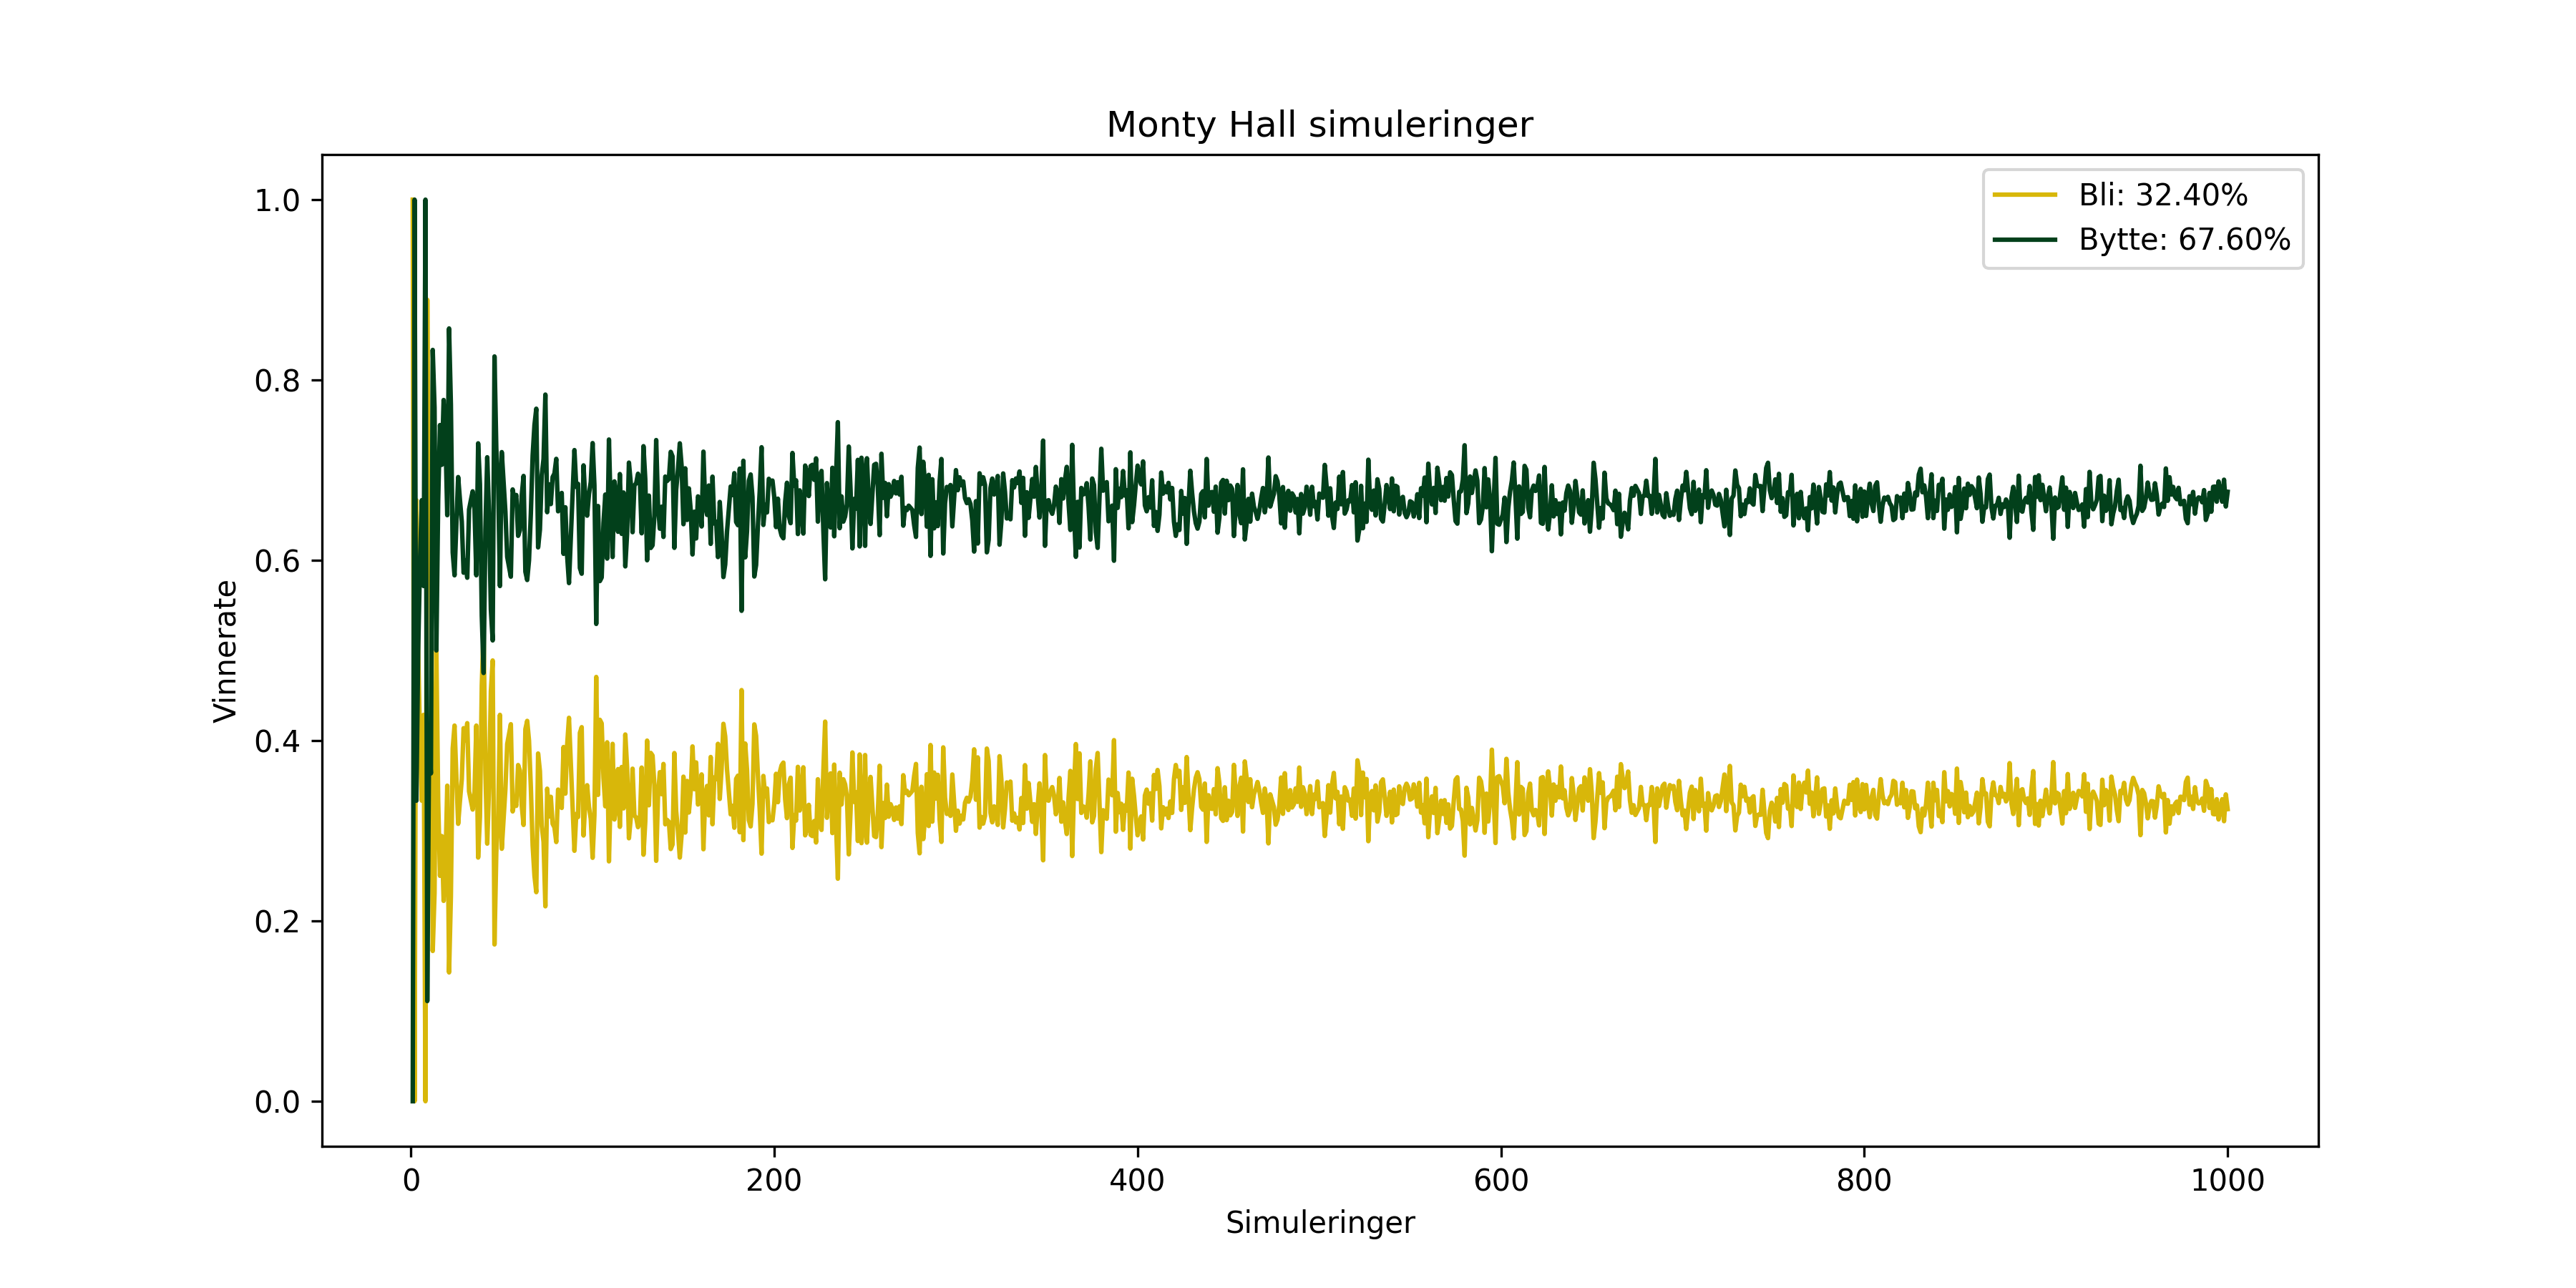 Monty Hall simuleringer
Bli: 32.40%
Bytte: 67.60%
Vinnerate
1.0
0.8
0.6
0.4
0.2
0.0
0 200 400 600 800 1000
Simuleringer